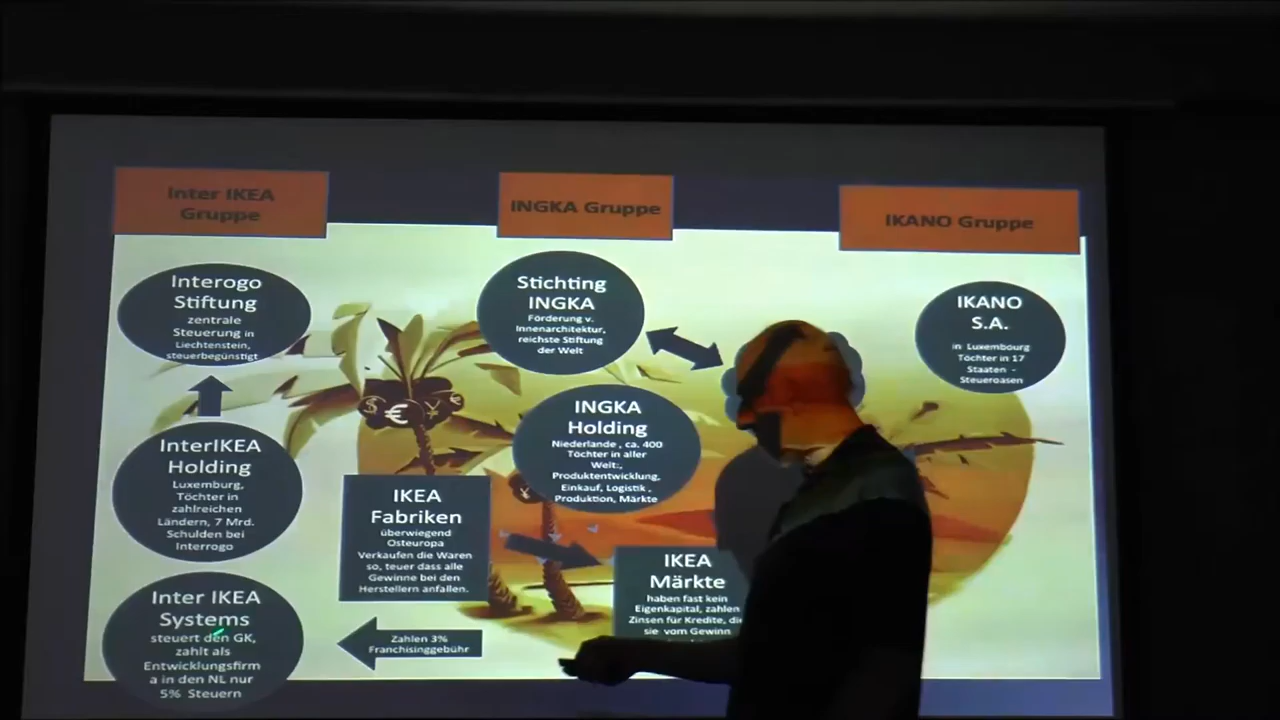 Inter IKEA
Gruppe
INGKA Gruppe
IKANO Gruppe
Interogo
Stiftung
zentrale
Steuerung in
Liechtenstein,
steuerbegünstigt
Stichting
INGKA
Förderung v.
Innenarchitektur,
reichste Stiftung
der Welt
IKANO
S.A.
in Luxembourg
Töchter in 17
Staaten -
Steueroasen
$ € ¥ €
INGKA
Holding
Niederlande , ca. 400
Töchter in aller
Welt:,
Produktentwicklung,
Einkauf, Logistik ,
Produktion, Märkte
InterIKEA
Holding
Luxemburg,
Töchter in
zahlreichen
Ländern, 7 Mrd.
Schulden bei
Interrogo
IKEA
Fabriken
überwiegend
Osteuropa
Verkaufen die Waren
so, teuer dass alle
Gewinne bei den
Herstellern anfallen.
IKEA
Märkte
haben fast kein
Eigenkapital, zahlen
Zinsen für Kredite, die
sie vom Gewinn
Inter IKEA
Systems
steuert den GK,
zahlt als
Entwicklungsfirm
a in den NL nur
5% Steuern
Zahlen 3%
Franchisinggebühr